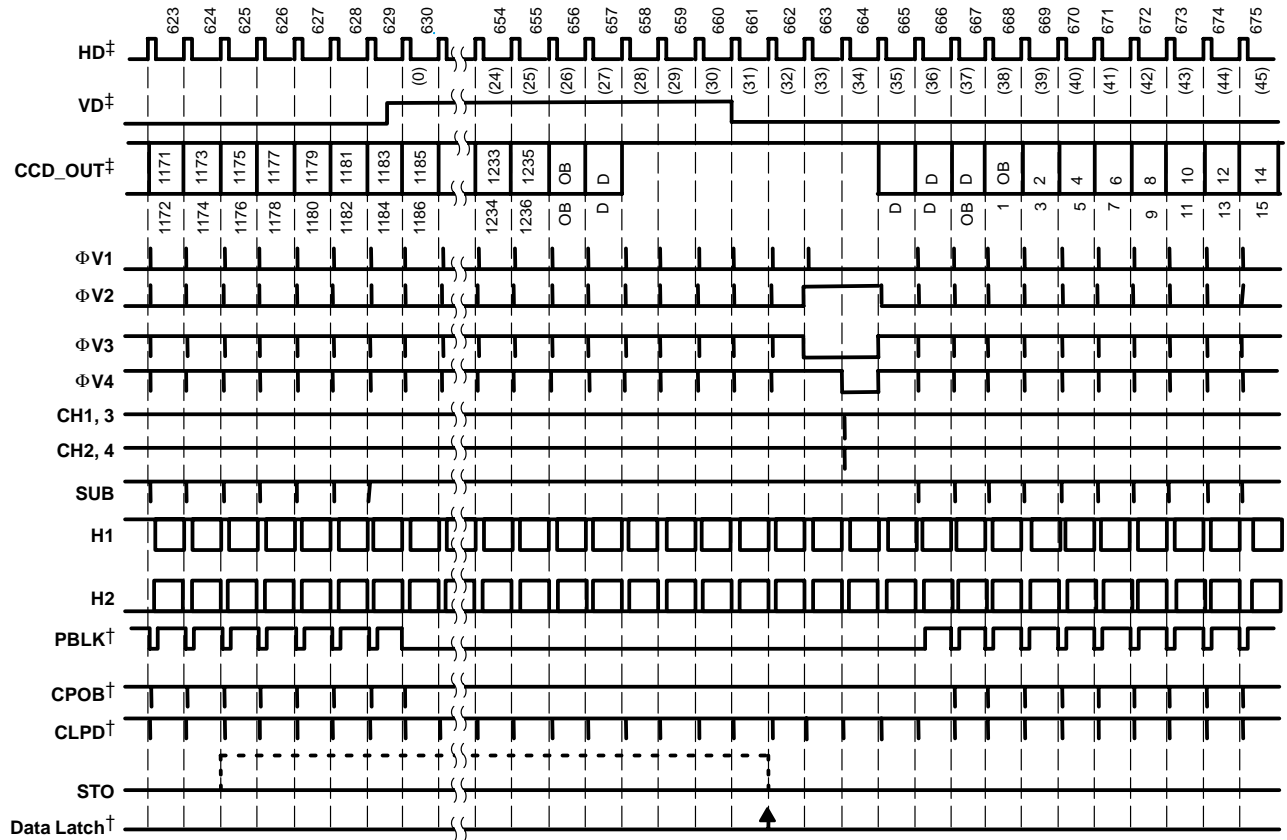 623 624 625 626 627 628 629 630 654 655 656 657 658 659 660 661 662 663 664 665 666 667 668 669 670 671 672 673 674 675
HD‡
(0) (24) (25) (26) (27) (28) (29) (30) (31) (32) (33) (34) (35) (36) (37) (38) (39) (40) (41) (42) (43) (44) (45)
VD‡
CCD_OUT‡
1171 1173 1175 1177 1179 1181 1183 1185 1233 1235 OB D D D OB 2 4 6 8 10 12 14
1172 1174 1176 1178 1180 1182 1184 1186 1234 1236 OB D D D OB 1 3 5 7 9 11 13 15
ΦV1
ΦV2
ΦV3
ΦV4
CH1, 3
CH2, 4
SUB
H1
H2
PBLK†
CPOB†
CLPD†
STO
Data Latch†